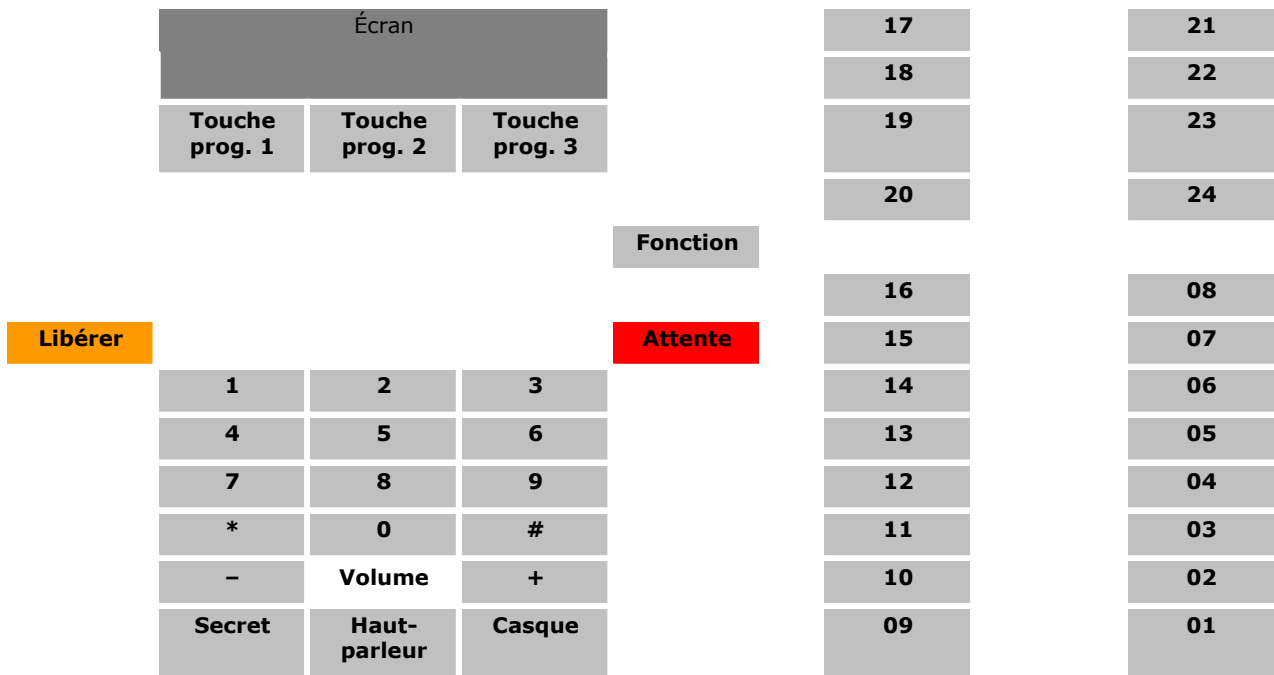 Écran 17 21
18 22
Touche prog. 1 Touche prog. 2 Touche prog. 3 19 23
20 24
Fonction
16 08
Libérer Attente 15 07
1 2 3 14 06
4 5 6 13 05
7 8 9 12 04
* 0 # 11 03
– Volume + 10 02
Secret Haut-parleur Casque 09 01